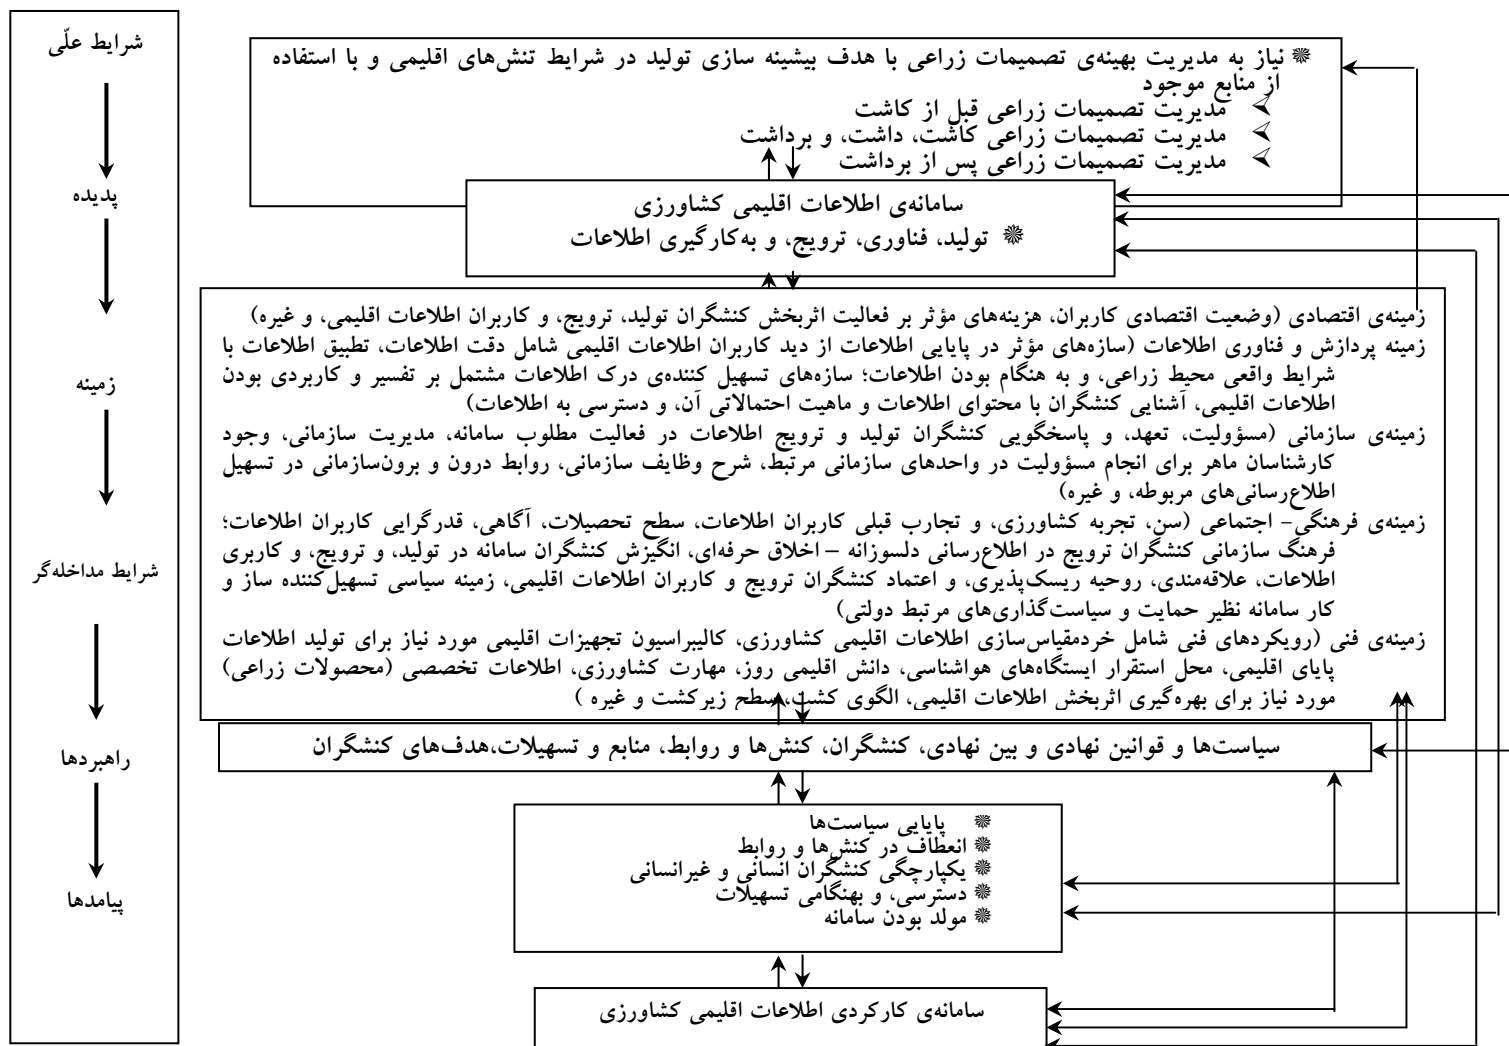 شرایط علّی
پدیده
زمینه
شرایط مداخله‌گر
راهبردها
پیامدها
❊ نیاز به مدیریت بهینه‌ی تصمیمات زراعی با هدف بیشینه سازی تولید در شرایط تنش‌های اقلیمی و با استفاده
از منابع موجود
➢ مدیریت تصمیمات زراعی قبل از کاشت
➢ مدیریت تصمیمات زراعی کاشت، داشت، و برداشت
➢ مدیریت تصمیمات زراعی پس از برداشت
سامانه‌ی اطلاعات اقلیمی کشاورزی
❊ تولید، فناوری، ترویج، و به‌کارگیری اطلاعات
زمینه‌ی اقتصادی (وضعیت اقتصادی کاربران، هزینه‌های مؤثر بر فعالیت اثربخش کنشگران تولید، ترویج، و کاربران اطلاعات اقلیمی، و غیره)
زمینه پردازش و فناوری اطلاعات (سازه‌های مؤثر در پایایی اطلاعات از دید کاربران اطلاعات اقلیمی شامل دقت اطلاعات، تطبیق اطلاعات با
شرایط واقعی محیط زراعی، و به هنگام بودن اطلاعات؛ سازه‌های تسهیل کننده‌ی درک اطلاعات مشتمل بر تفسیر و کاربردی بودن
اطلاعات اقلیمی، آشنایی کنشگران با محتوای اطلاعات و ماهیت احتمالاتی آن، و دسترسی به اطلاعات)
زمینه‌ی سازمانی (مسؤولیت، تعهد، و پاسخگویی کنشگران تولید و ترویج اطلاعات در فعالیت مطلوب سامانه، مدیریت سازمانی، وجود
کارشناسان ماهر برای انجام مسؤولیت در واحدهای سازمانی مرتبط، شرح وظایف سازمانی، روابط درون و برون‌سازمانی در تسهیل
اطلاع‌رسانی‌های مربوطه، و غیره)
زمینه‌ی فرهنگی- اجتماعی (سن، تجربه کشاورزی، و تجارب قبلی کاربران اطلاعات، سطح تحصیلات، آگاهی، قدرگرایی کاربران اطلاعات؛
فرهنگ سازمانی کنشگران ترویج در اطلاع‌رسانی دلسوزانه – اخلاق حرفه‌ای، انگیزش کنشگران سامانه در تولید، و ترویج، و کاربری
اطلاعات، علاقه‌مندی، روحیه ریسک‌پذیری، و اعتماد کنشگران ترویج و کاربران اطلاعات اقلیمی، زمینه سیاسی تسهیل‌کننده ساز و
کار سامانه نظیر حمایت و سیاست‌گذاری‌های مرتبط دولتی)
زمینه‌ی فنی (رویکردهای فنی شامل خردمقیاس‌سازی اطلاعات اقلیمی کشاورزی، کالیبراسیون تجهیزات اقلیمی مورد نیاز برای تولید اطلاعات
پایای اقلیمی، محل استقرار ایستگاه‌های هواشناسی، دانش اقلیمی روز، مهارت کشاورزی، اطلاعات تخصصی (محصولات زراعی)
مورد نیاز برای بهره‌گیری اثربخش اطلاعات اقلیمی، الگوی کشت، سطح زیرکشت و غیره )
سیاست‌ها و قوانین نهادی و بین نهادی، کنشگران، کنش‌ها و روابط، منابع و تسهیلات،هدف‌های کنشگران
❊ پایایی سیاست‌ها
❊ انعطاف در کنش‌ها و روابط
❊ یکپارچگی کنشگران انسانی و غیرانسانی
❊ دسترسی، و بهنگامی تسهیلات
❊ مولد بودن سامانه
سامانه‌ی کارکردی اطلاعات اقلیمی کشاورزی